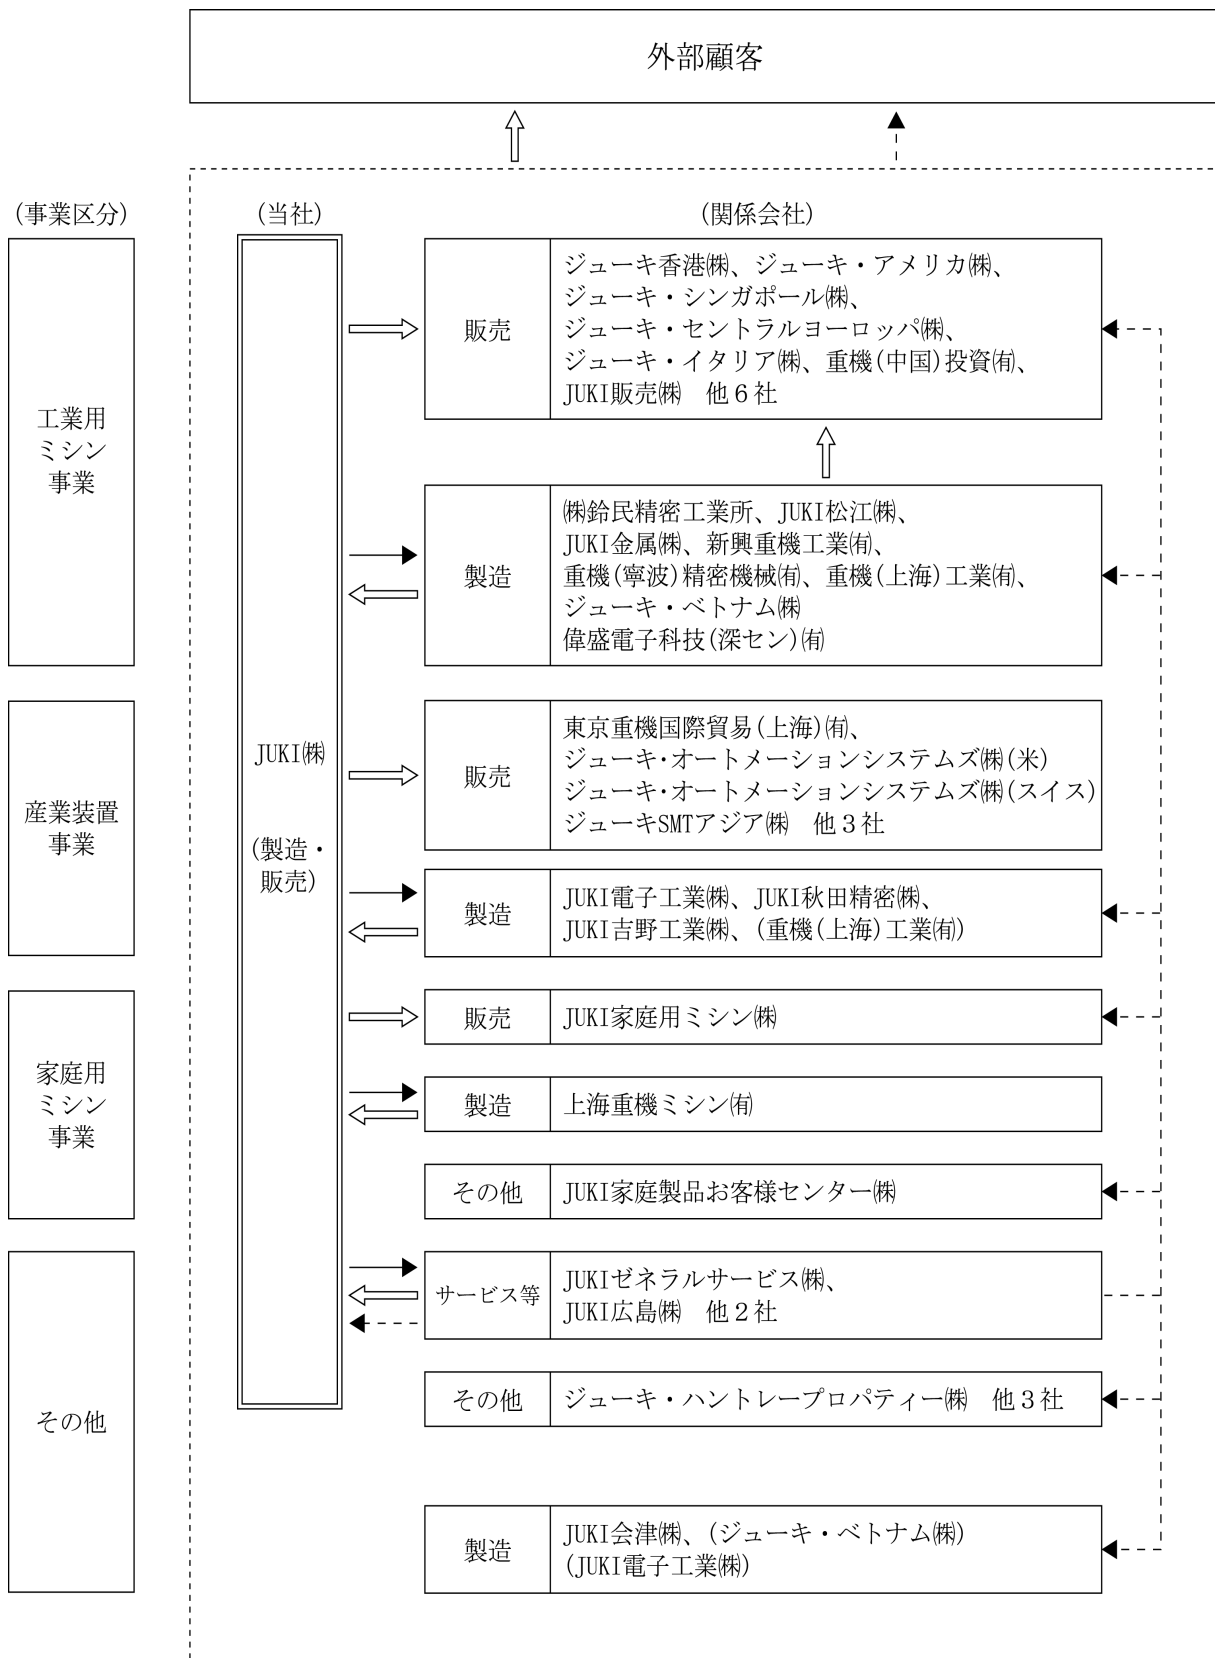 外部顧客
(事業区分)
(当社)
(関係会社)
工業用
ミシン
事業
産業装置
事業
家庭用
ミシン
事業
その他
JUKI㈱
(製造・
販売)
販売
ジューキ香港㈱、ジューキ・アメリカ㈱、
ジューキ・シンガポール㈱、
ジューキ・セントラルヨーロッパ㈱、
ジューキ・イタリア㈱、重機(中国)投資㈲、
JUKI販売㈱　他６社
製造
㈱鈴民精密工業所、JUKI松江㈱、
JUKI金属㈱、新興重機工業㈲、
重機(寧波)精密機械㈲、重機(上海)工業㈲、
ジューキ・ベトナム㈱
偉盛電子科技(深セン)㈲
販売
東京重機国際貿易(上海)㈲、
ジューキ・オートメーションシステムズ㈱(米)
ジューキ・オートメーションシステムズ㈱(スイス)
ジューキSMTアジア㈱　他３社
製造
JUKI電子工業㈱、JUKI秋田精密㈱、
JUKI吉野工業㈱、(重機(上海)工業㈲)
販売
JUKI家庭用ミシン㈱
製造
上海重機ミシン㈲
その他
JUKI家庭製品お客様センター㈱
サービス等
JUKIゼネラルサービス㈱、
JUKI広島㈱　他２社
その他
ジューキ・ハントレープロパティー㈱　他３社
製造
JUKI会津㈱、(ジューキ・ベトナム㈱)
(JUKI電子工業㈱)